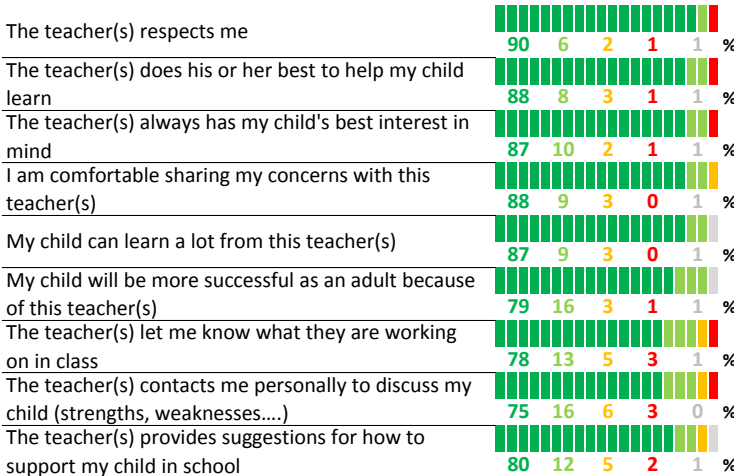 The teacher(s) respects me
90 6 2 1 1 %
The teacher(s) does his or her best to help my child
learn
88 8 3 1 1 %
The teacher(s) always has my child's best interest in
mind
87 10 2 1 1 %
I am comfortable sharing my concerns with this
teacher(s)
88 9 3 0 1 %
My child can learn a lot from this teacher(s)
87 9 3 0 1 %
My child will be more successful as an adult because
of this teacher(s)
79 16 3 1 1 %
The teacher(s) let me know what they are working
on in class
78 13 5 3 1 %
The teacher(s) contacts me personally to discuss my
child (strengths, weaknesses....)
75 16 6 3 0 %
The teacher(s) provides suggestions for how to
support my child in school
80 12 5 2 1 %